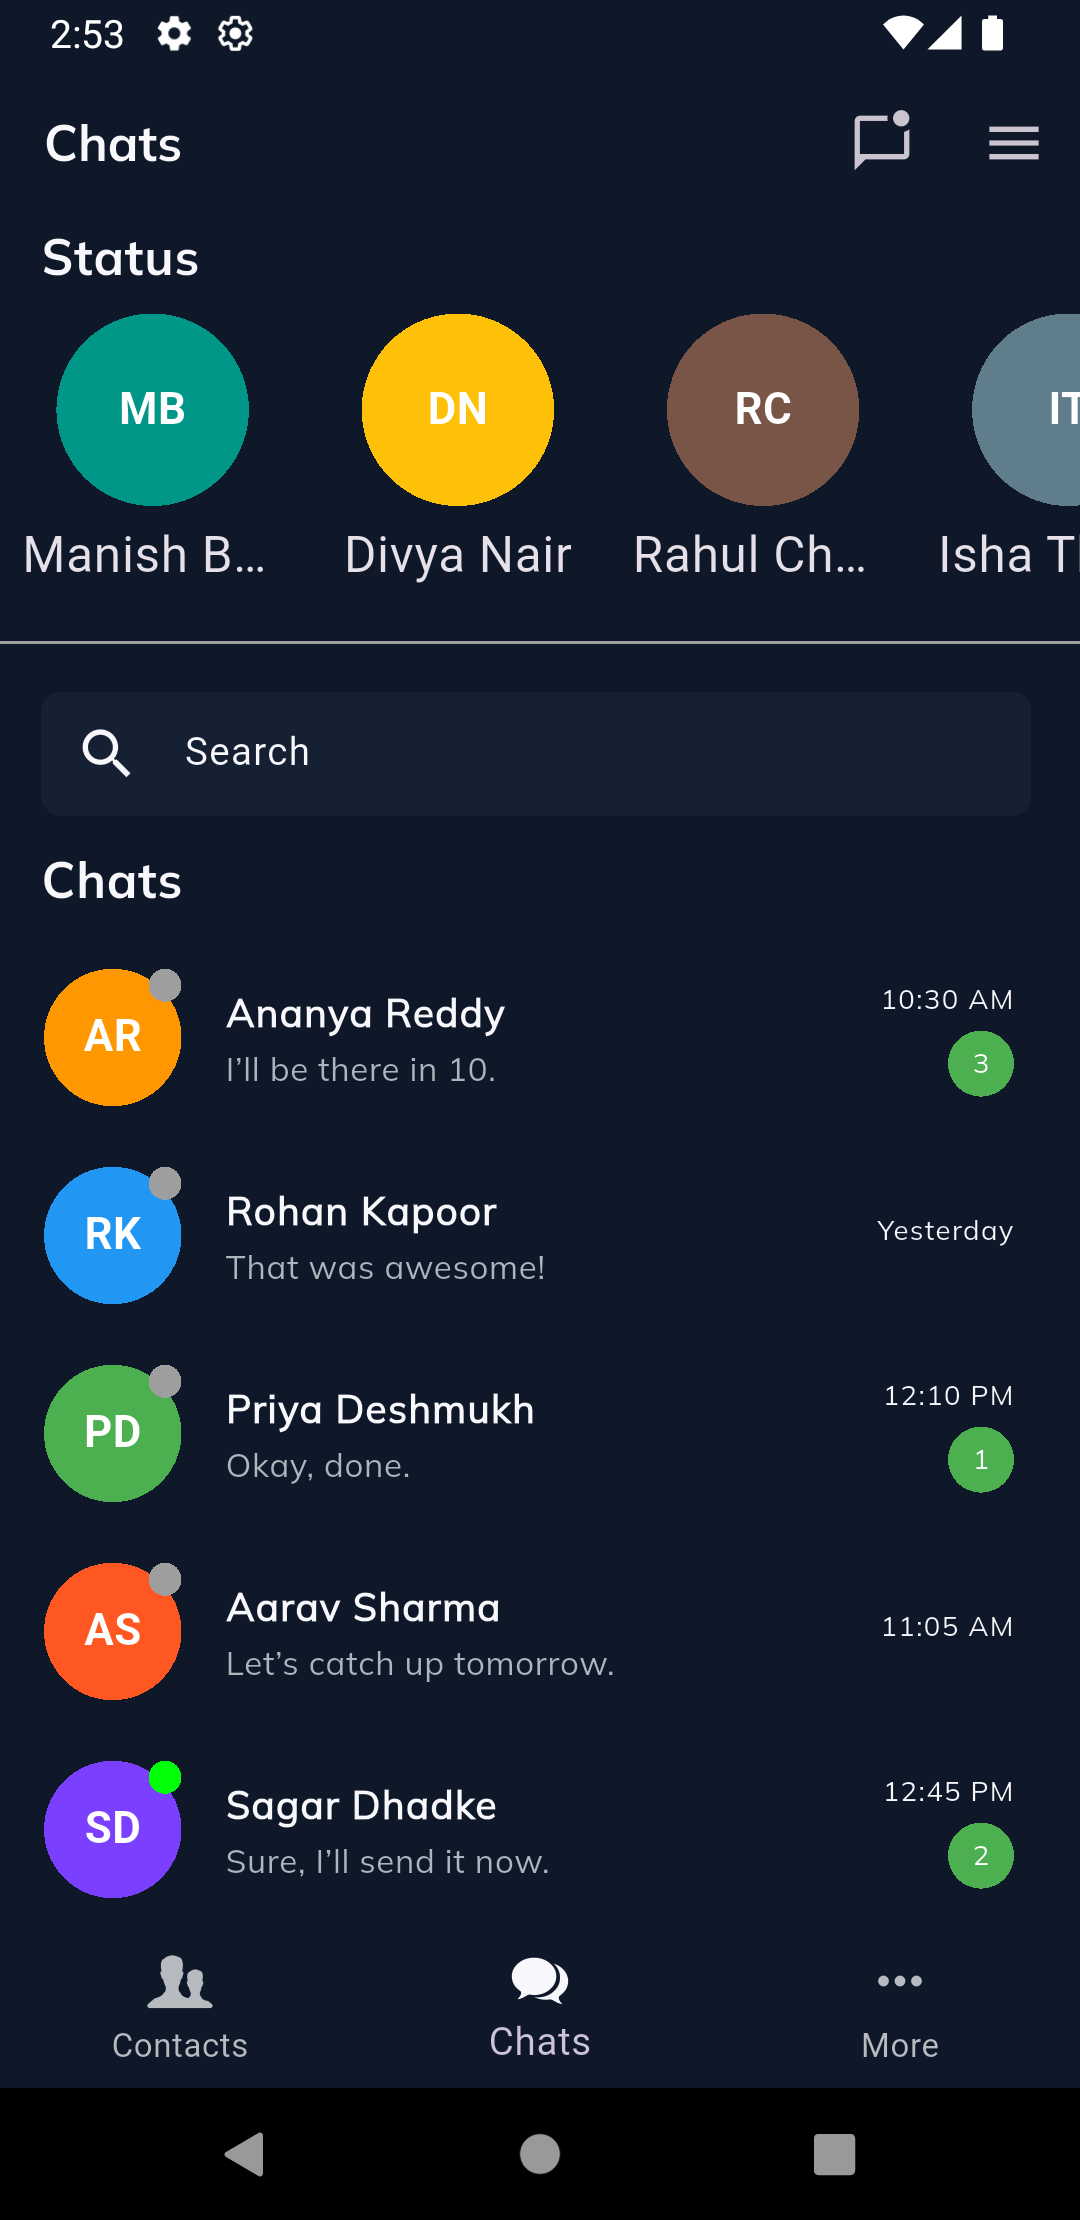 2:53
Chats
Status
MB
DN
RC
IT
Manish B...
Divya Nair
Rahul Ch...
Isha T
Search
Chats
AR
Ananya Reddy
10:30 AM
I'll be there in 10.
3
RK
Rohan Kapoor
Yesterday
That was awesome!
PD
Priya Deshmukh
12:10 PM
Okay, done.
1
AS
Aarav Sharma
11:05 AM
Let's catch up tomorrow.
SD
Sagar Dhadke
12:45 PM
Sure, I'll send it now.
2
Contacts
Chats
More